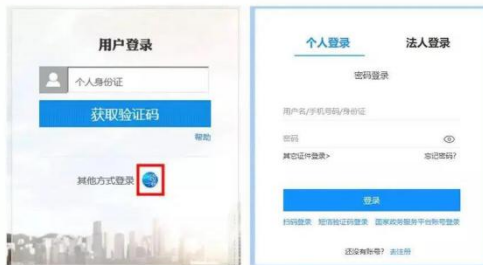 用户登录
个人身份证
获取验证码
帮助
其他方式登录
个人登录 法人登录
密码登录
用户名/手机号码/身份证
密码
其它证件登录> 忘记密码?
登录
扫码登录 短信验证码登录 国家政务服务平台账号登录
还没有账号? 去注册